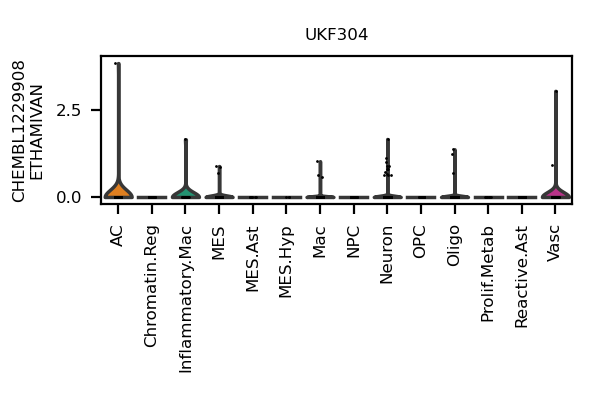 UKF304
CHEMBL1229908
ETHAMIVAN
2.5
0.0
AC
Chromatin.Reg
Inflammatory.Mac
MES
MES.Ast
MES.Hyp
Mac
NPC
Neuron
OPC
Oligo
Prolif.Metab
Reactive.Ast
Vasc